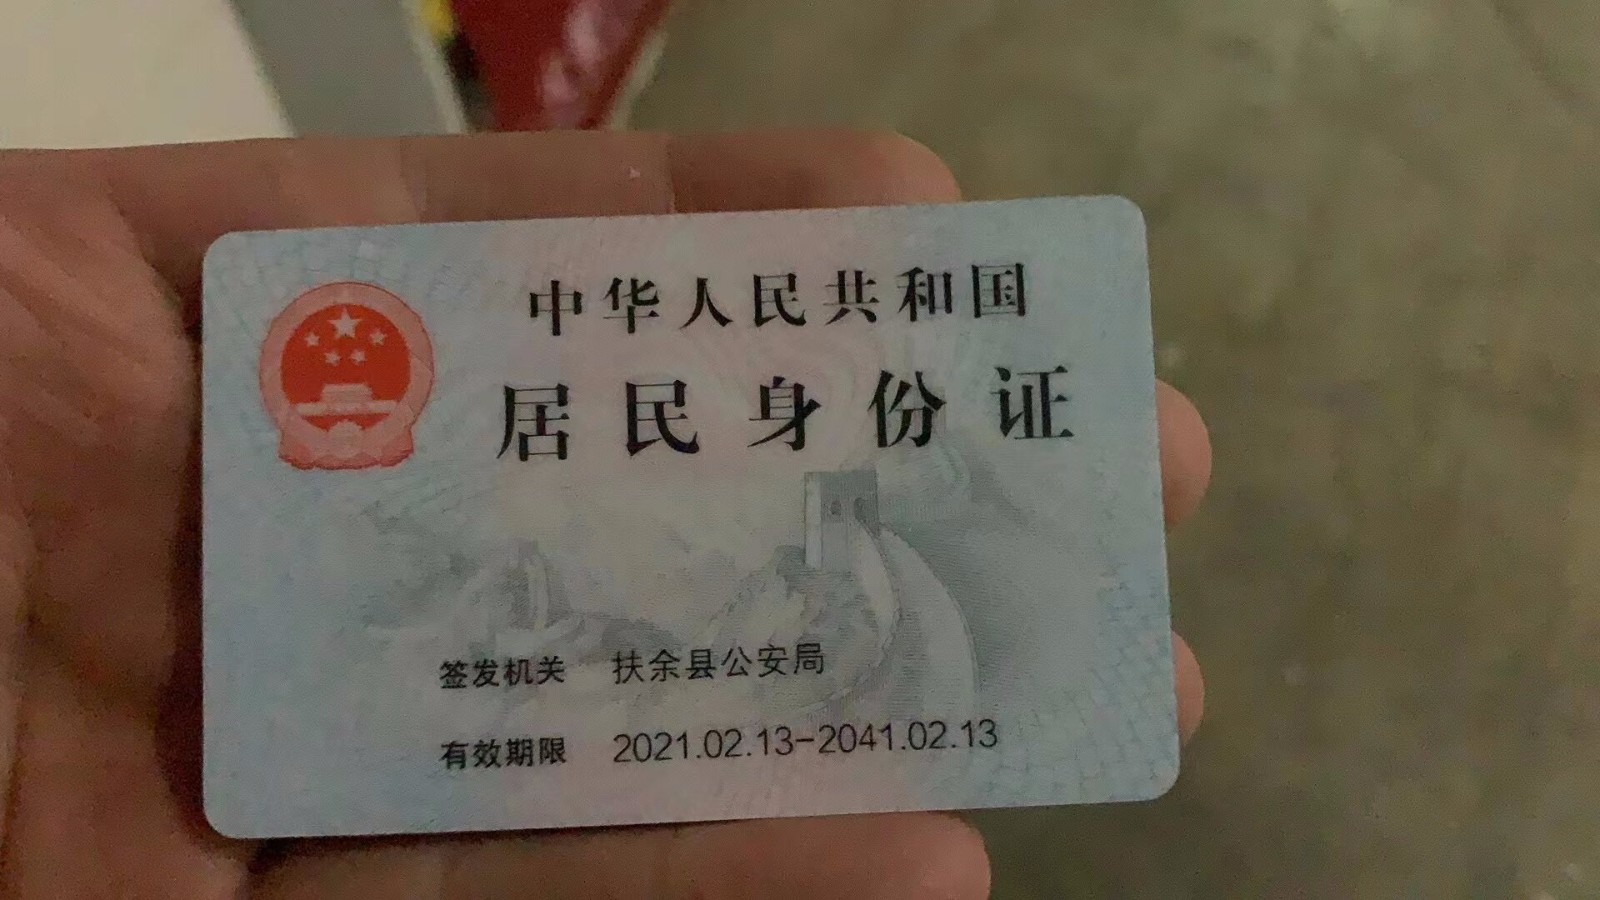 中华人民共和国
居民身份证
签发机关 扶余县公安局
有效期限 2021.02.13-2041.02.13